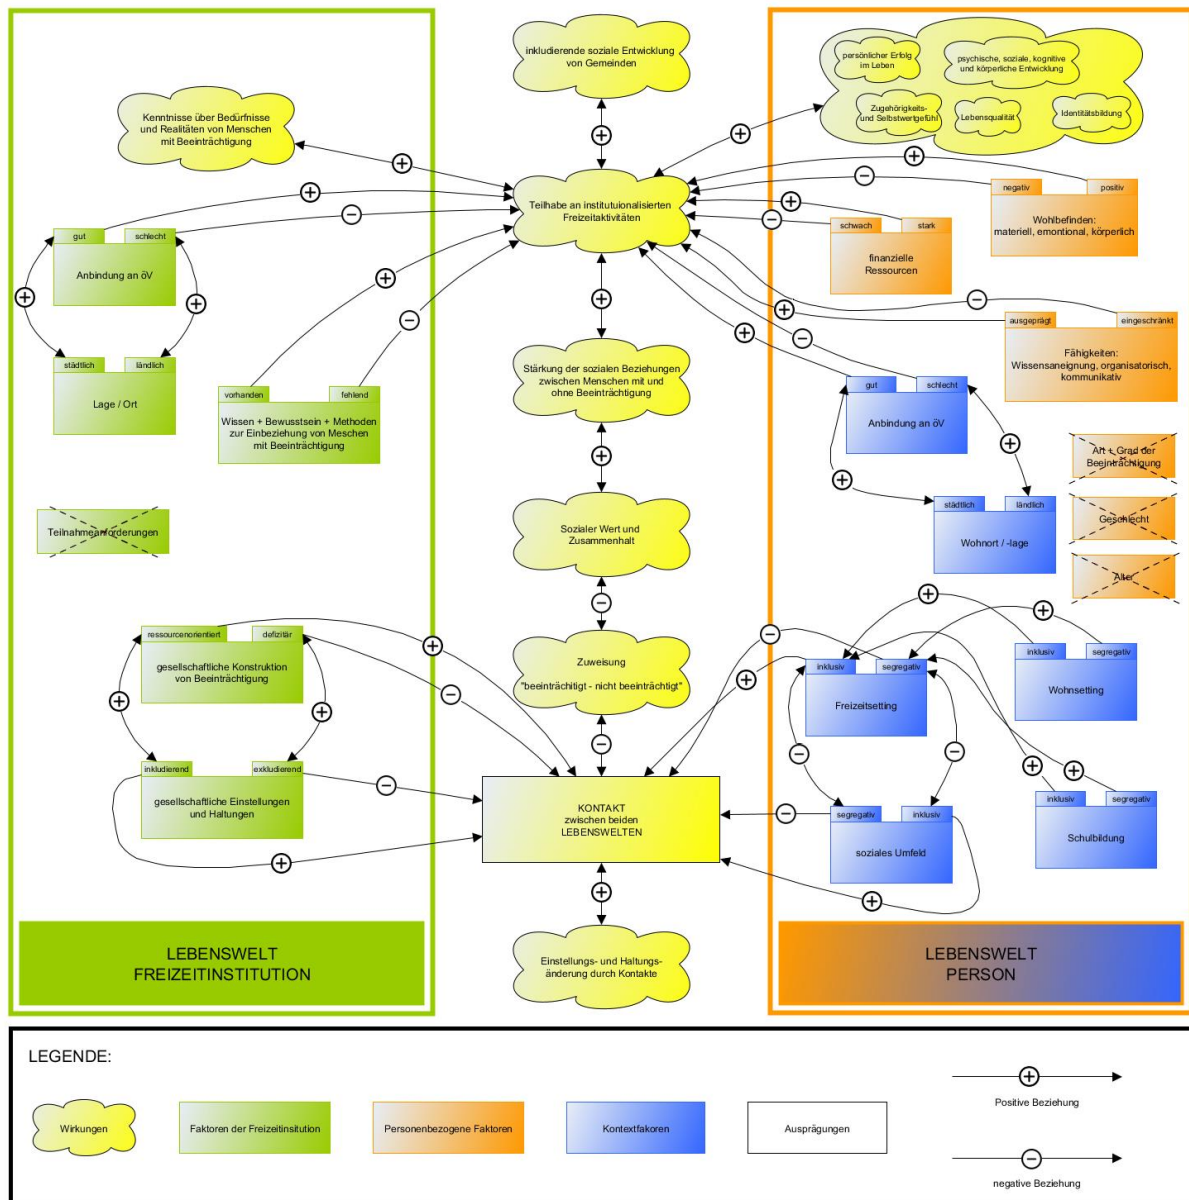 inkludierende soziale Entwicklung
von Gemeinden
persönlicher Erfolg
im Leben
psychische, soziale, kognitive
und körperliche Entwicklung
Zugehörigkeits-
und Selbstwertgefühl
Lebensqualität
Identitätsbildung
Kenntnisse über Bedürfnisse
und Realitäten von Menschen
mit Beeinträchtigung
Teilhabe an instituionalisierten
Freizeitaktivitäten
negativ
positiv
Wohlbefinden:
materiell, emontional, körperlich
schwach
stark
finanzielle
Ressourcen
gut
schlecht
Anbindung an öV
städtlich
ländlich
Lage / Ort
vorhanden
fehlend
Wissen + Bewusstsein + Methoden
zur Einbeziehung von Meschen
mit Beeinträchtigung
ausgeprägt
eingeschränkt
Fähigkeiten:
Wissensaneignung, organisatorisch,
kommunikativ
Stärkung der sozialen Beziehungen
zwischen Menschen mit und
ohne Beeinträchtigung
gut
schlecht
Anbindung an öV
Art + Grad der
Beeinträchtigung
städtlich
ländlich
Wohnort / -lage
Geschlecht
Alter
Teilnahmeanforderungen
Sozialer Wert und
Zusammenhalt
Zuweisung
"beeinträchitigt - nicht beeinträchtigt"
ressourcenorientiert
defizitär
gesellschaftliche Konstruktion
von Beeinträchtigung
inkludierend
exkludierend
gesellschaftliche Einstellungen
und Haltungen
inklusiv
segregativ
Freizeitsetting
inklusiv
segregativ
Wohnsetting
inklusiv
segregativ
Schulbildung
segregativ
inklusiv
soziales Umfeld
KONTAKT
zwischen beiden
LEBENSWELTEN
Einstellungs- und Haltungs-
änderung durch Kontakte
LEBENSWELT
FREIZEITINSTITUTION
LEBENSWELT
PERSON
LEGENDE:
Wirkungen
Faktoren der Freizeitinsitution
Personenbezogene Faktoren
Kontextfakoren
Ausprägungen
Positive Beziehung
negative Beziehung